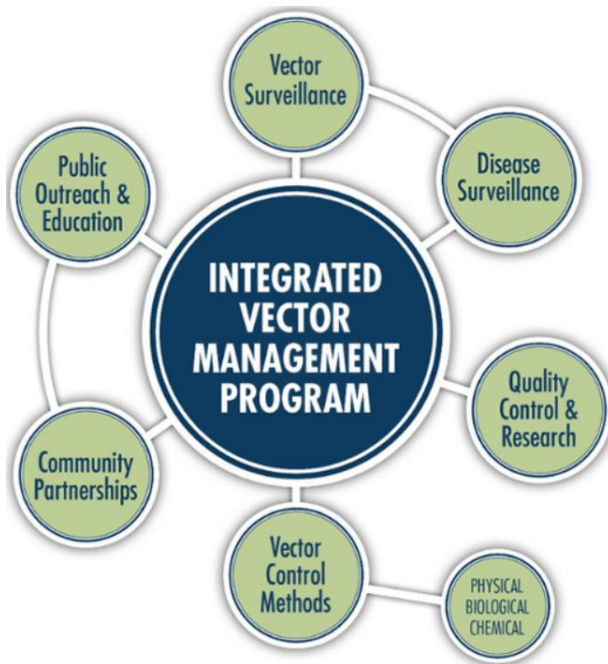 Vector
Surveillance
Disease
Surveillance
Public
Outreach &
Education
INTEGRATED
VECTOR
MANAGEMENT
PROGRAM
Quality
Control &
Research
Community
Partnerships
Vector
Control
Methods
PHYSICAL
BIOLOGICAL
CHEMICAL